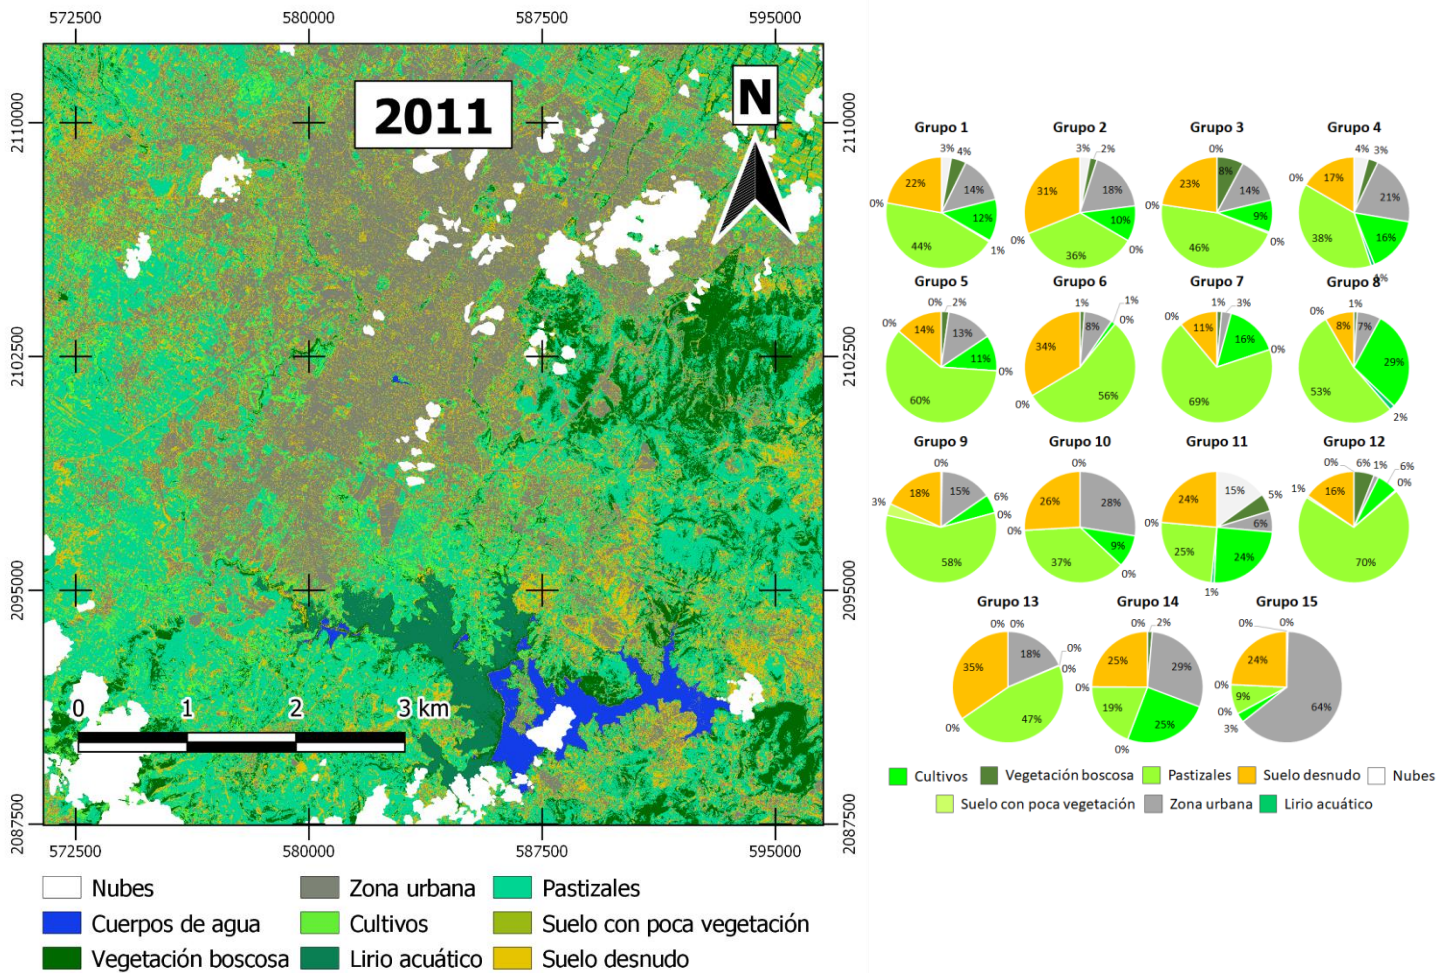 572500 580000 587500 595000
2110000 2110000
2102500 2102500
2095000 2095000
2087500 2087500
2011
N
0 1 2 3 km
572500 580000 587500 595000
Nubes Zona urbana Pastizales
Cuerpos de agua Cultivos Suelo con poca vegetación
Vegetación boscosa Lirio acuático Suelo desnudo
Grupo 1
3% 4% 14% 12% 1% 44% 0% 22%
Grupo 2
3% 2% 18% 10% 0% 36% 0% 31%
Grupo 3
0% 8% 14% 9% 0% 46% 0% 23%
Grupo 4
4% 3% 21% 16% 1% 38% 0% 17%
Grupo 5
0% 2% 13% 11% 0% 60% 0% 14%
Grupo 6
1% 8% 1% 0% 56% 0% 34%
Grupo 7
1% 3% 16% 0% 69% 0% 11%
Grupo 8
1% 7% 29% 2% 53% 0% 8%
Grupo 9
0% 15% 6% 0% 58% 3% 18%
Grupo 10
0% 28% 9% 0% 37% 0% 26%
Grupo 11
15% 5% 6% 24% 1% 25% 0% 24%
Grupo 12
0% 6% 1% 6% 0% 70% 1% 16%
Grupo 13
0% 0% 18% 0% 0% 47% 0% 35%
Grupo 14
0% 2% 29% 25% 0% 19% 0% 25%
Grupo 15
0% 0% 64% 3% 0% 9% 0% 24%
Cultivos Vegetación boscosa Pastizales Suelo desnudo Nubes
Suelo con poca vegetación Zona urbana Lirio acuático